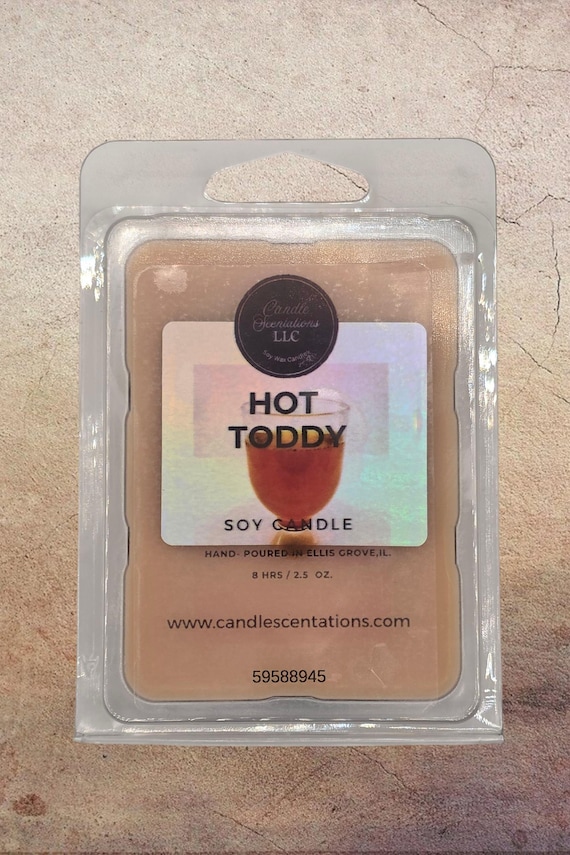 Candle
Scentations
LLC
Soy Wax Candles
HOT
TODDY
SOY CANDLE
HAND- POURED IN ELLIS GROVE,IL.
8 HRS / 2.5 OZ.
www.candlescentations.com
59588945